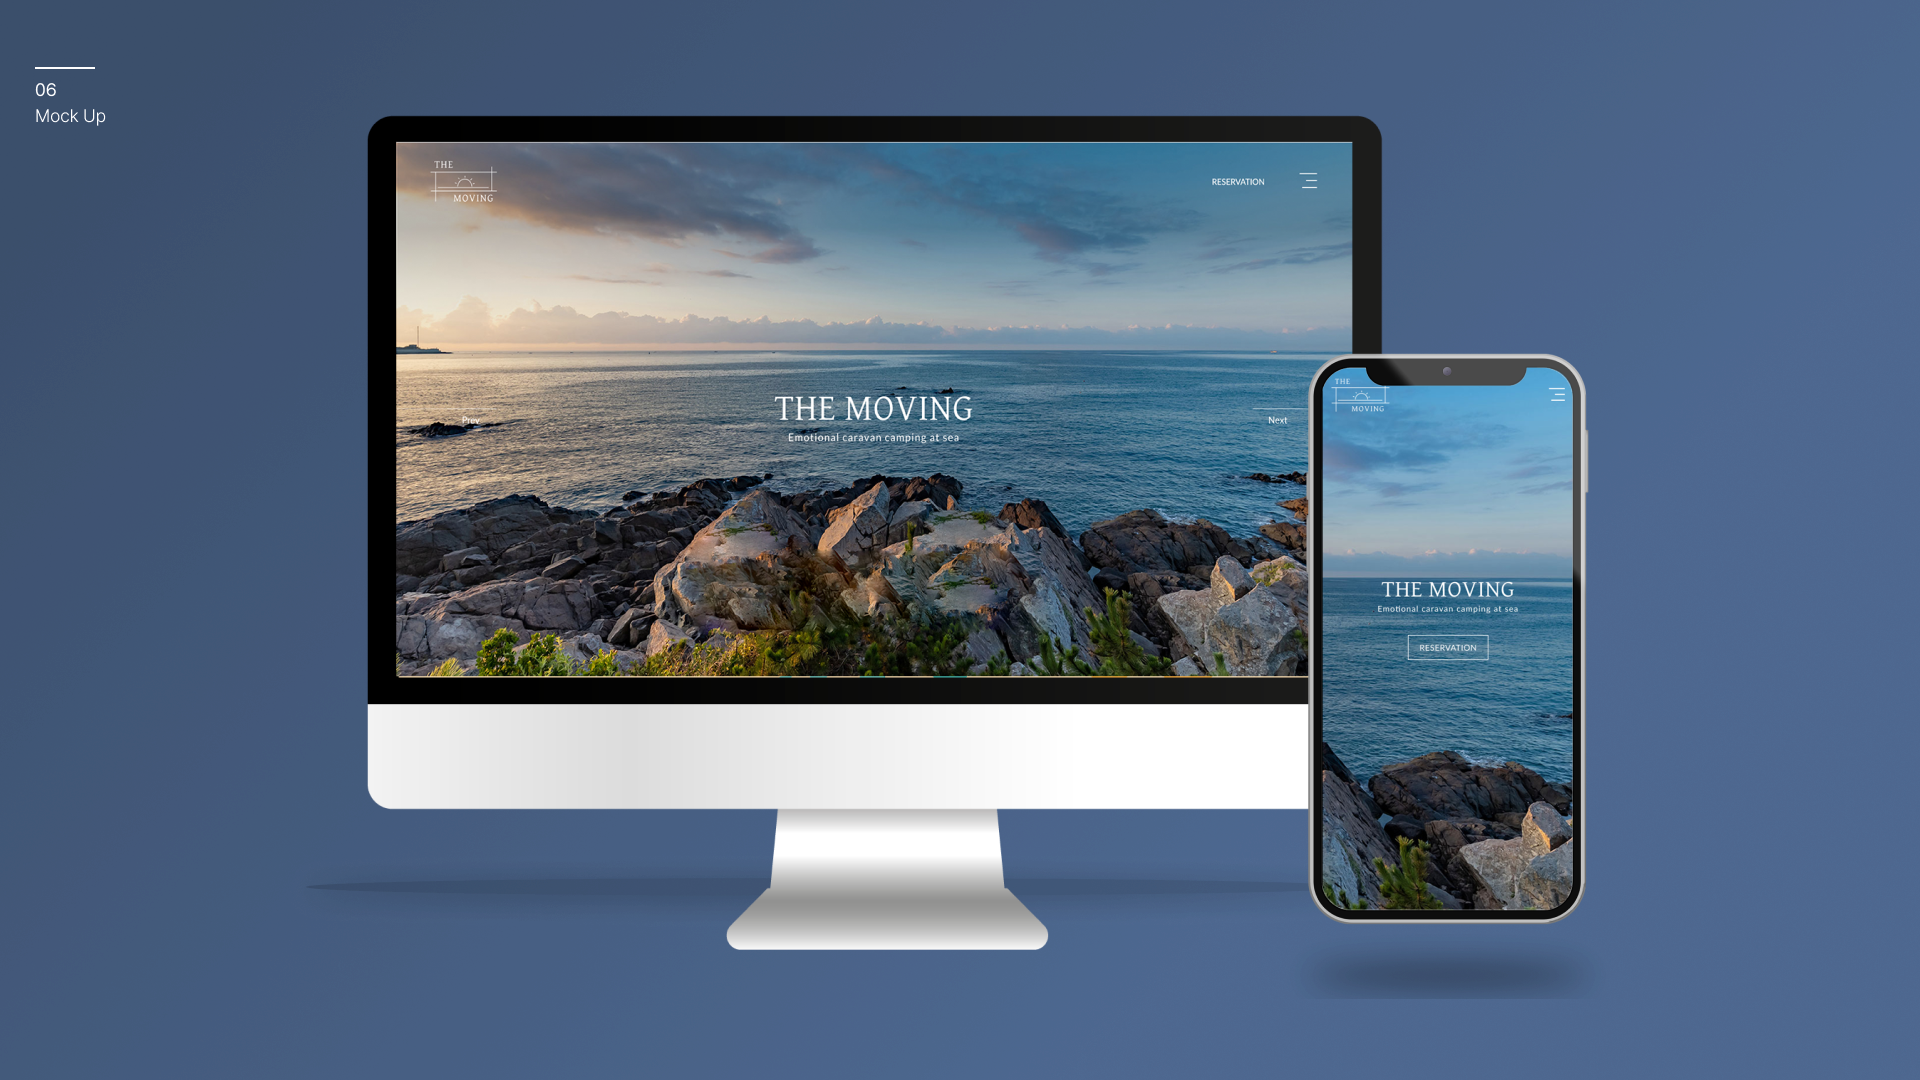 06
Mock Up
THE
MOVING
RESERVATION
THE MOVING
Emotional caravan camping at sea
Prev
Next
THE
MOVING
THE MOVING
Emotional caravan camping at sea
RESERVATION